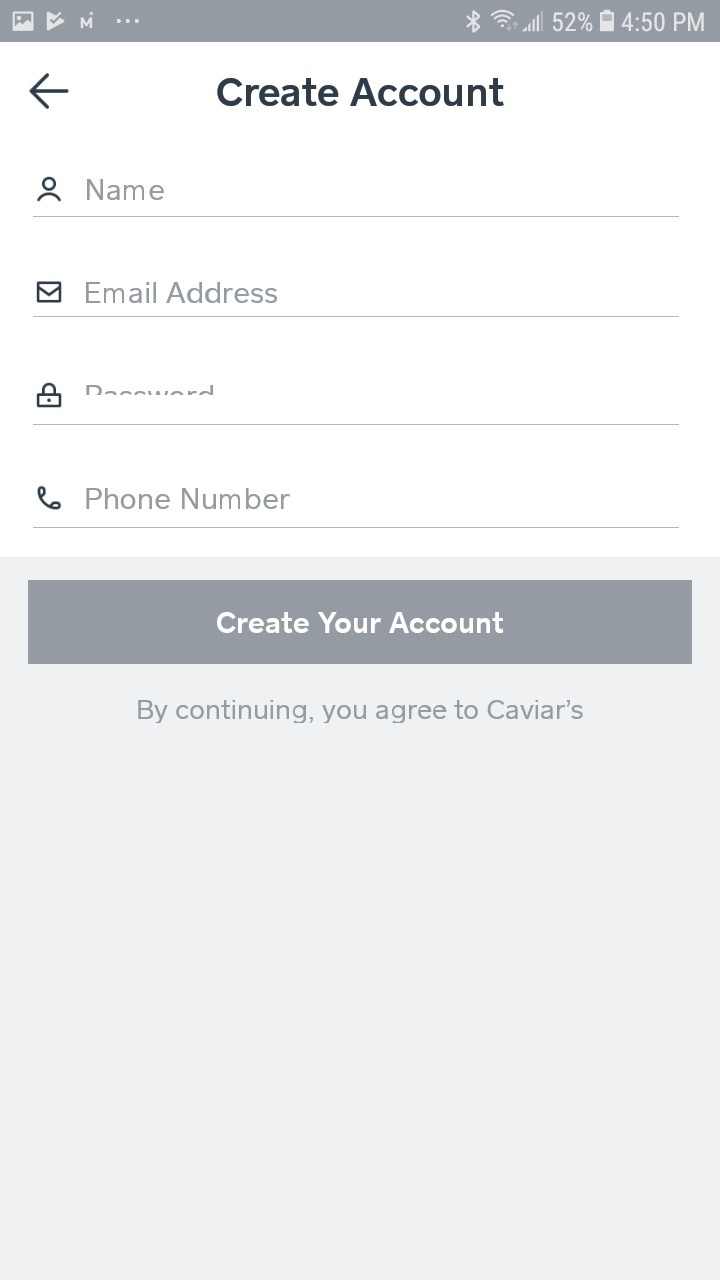 52% 4:50 PM
Create Account
Name
Email Address
Password
Phone Number
Create Your Account
By continuing, you agree to Caviar’s